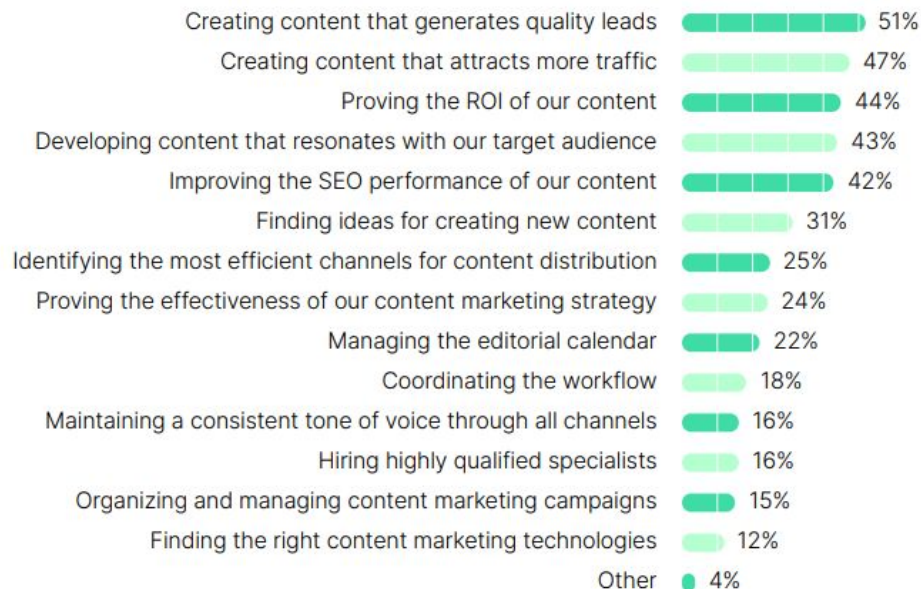 Creating content that generates quality leads 51%
Creating content that attracts more traffic 47%
Proving the ROI of our content 44%
Developing content that resonates with our target audience 43%
Improving the SEO performance of our content 42%
Finding ideas for creating new content 31%
Identifying the most efficient channels for content distribution 25%
Proving the effectiveness of our content marketing strategy 24%
Managing the editorial calendar 22%
Coordinating the workflow 18%
Maintaining a consistent tone of voice through all channels 16%
Hiring highly qualified specialists 16%
Organizing and managing content marketing campaigns 15%
Finding the right content marketing technologies 12%
Other 4%